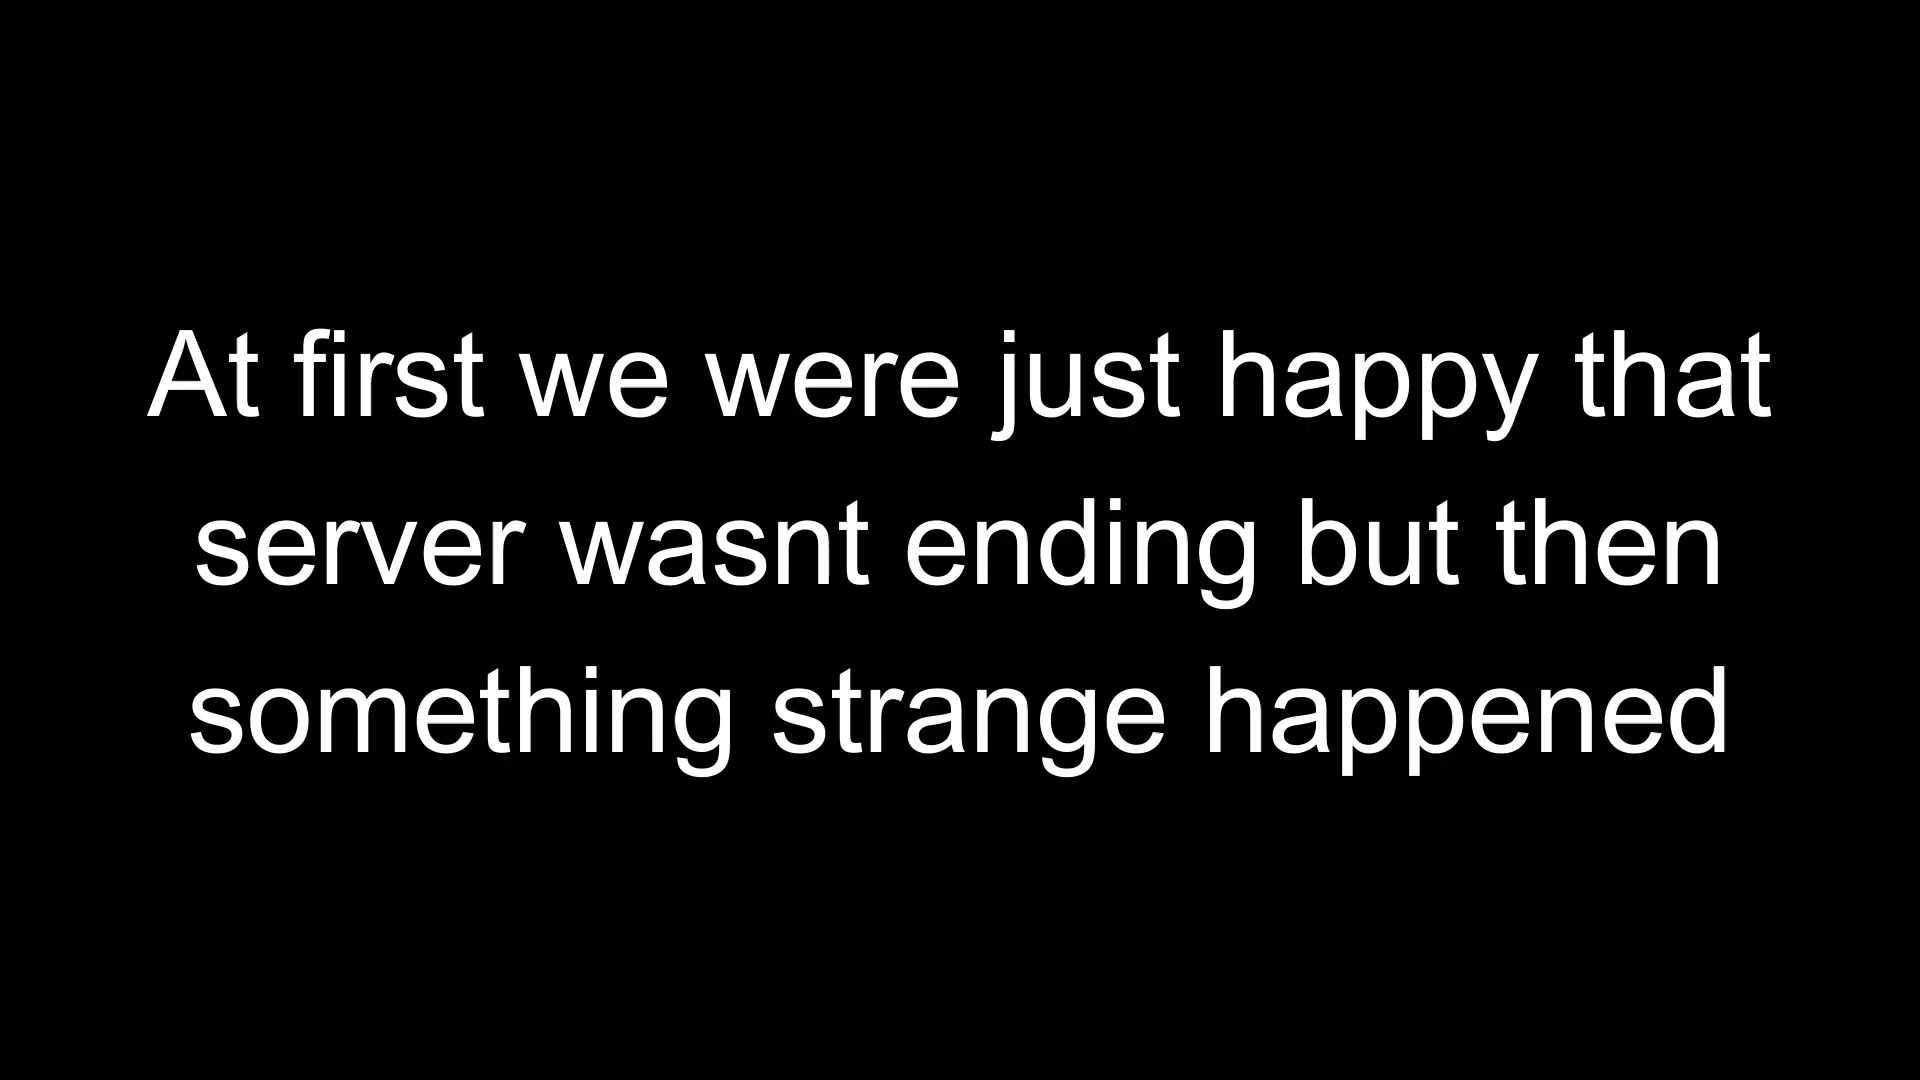 At first we were just happy that
server wasnt ending but then
something strange happened